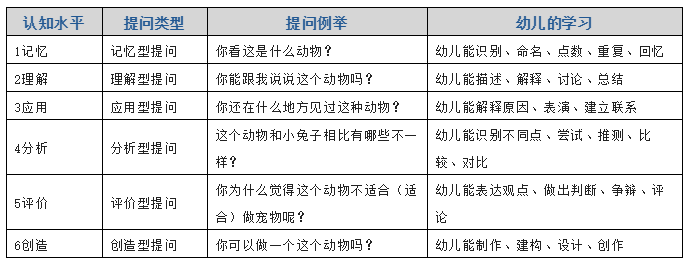 认知水平 提问类型 提问例举 幼儿的学习
1记忆 记忆型提问 你看这是什么动物？ 幼儿能识别、命名、点数、重复、回忆
2理解 理解型提问 你能跟我说说这个动物吗？ 幼儿能描述、解释、讨论、总结
3应用 应用型提问 你还在什么地方见过这种动物？ 幼儿能解释原因、表演、建立联系
4分析 分析型提问 这个动物和小兔子相比有哪些不一
样？
幼儿能识别不同点、尝试、推测、比
较、对比
5评价 评价型提问 你为什么觉得这个动物不适合（适
合）做宠物呢？
幼儿能表达观点、做出判断、争辩、评
论
6创造 创造型提问 你可以做一个这个动物吗？ 幼儿能制作、建构、设计、创作